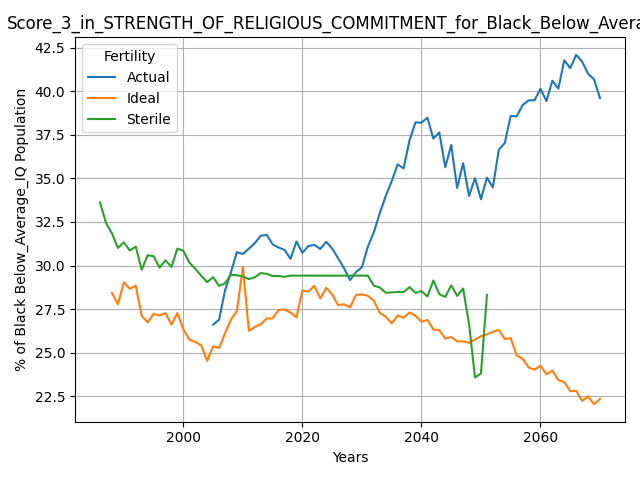 Score_3_in_STRENGTH_OF_RELIGIOUS_COMMITMENT_for_Black_Below_Avera
Fertility
Actual
Ideal
Sterile
% of Black Below_Average_IQ Population
42.5
40.0
37.5
35.0
32.5
30.0
27.5
25.0
22.5
2000
2020
2040
2060
Years